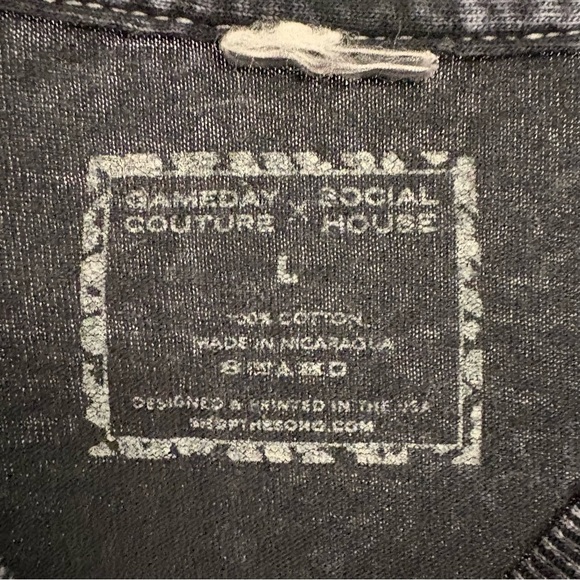 GAMEDAY X SOCIAL
COUTURE HOUSE
L
100% COTTON
MADE IN NICARAGUA
DESIGNED & PRINTED IN THE USA